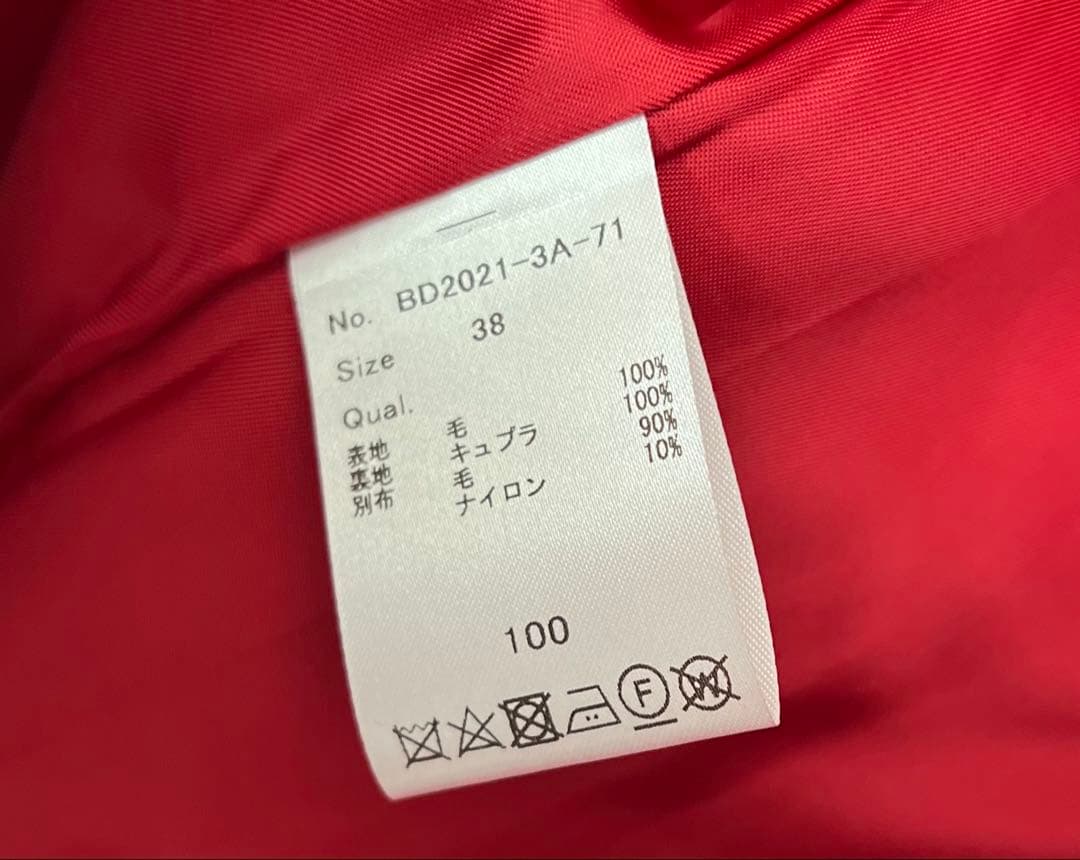 No. BD2021-3A-71
Size 38
Qual.
表地 毛 100%
裏地 キュプラ 100%
別布 毛 90%
ナイロン 10%
100
F
W